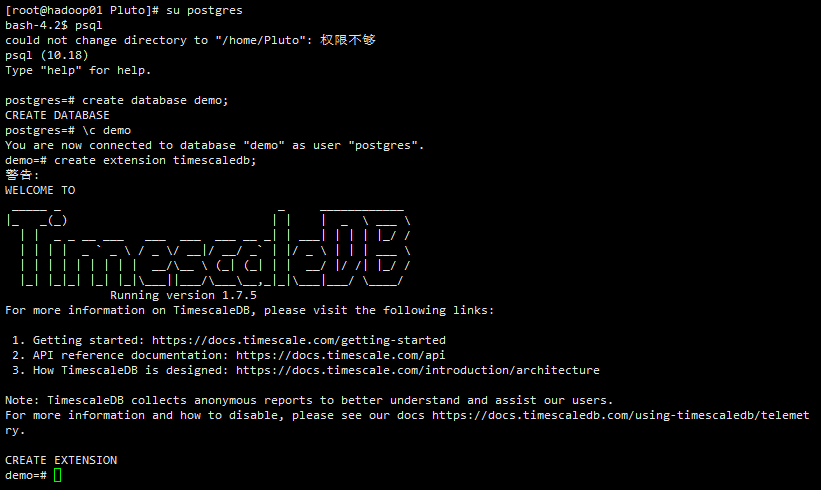 [root@hadoop01 Pluto]# su postgres
bash-4.2$ psql
could not change directory to "/home/Pluto": 权限不够
psql (10.18)
Type "help" for help.
postgres=# create database demo;
CREATE DATABASE
postgres=# \c demo
You are now connected to database "demo" as user "postgres".
demo=# create extension timescaledb;
警告:
WELCOME TO
TimescaleDB
Running version 1.7.5
For more information on TimescaleDB, please visit the following links:
1. Getting started: https://docs.timescale.com/getting-started
2. API reference documentation: https://docs.timescale.com/api
3. How TimescaleDB is designed: https://docs.timescale.com/introduction/architecture
Note: TimescaleDB collects anonymous reports to better understand and assist our users.
For more information and how to disable, please see our docs https://docs.timescaledb.com/using-timescaledb/telemet
ry.
CREATE EXTENSION
demo=#